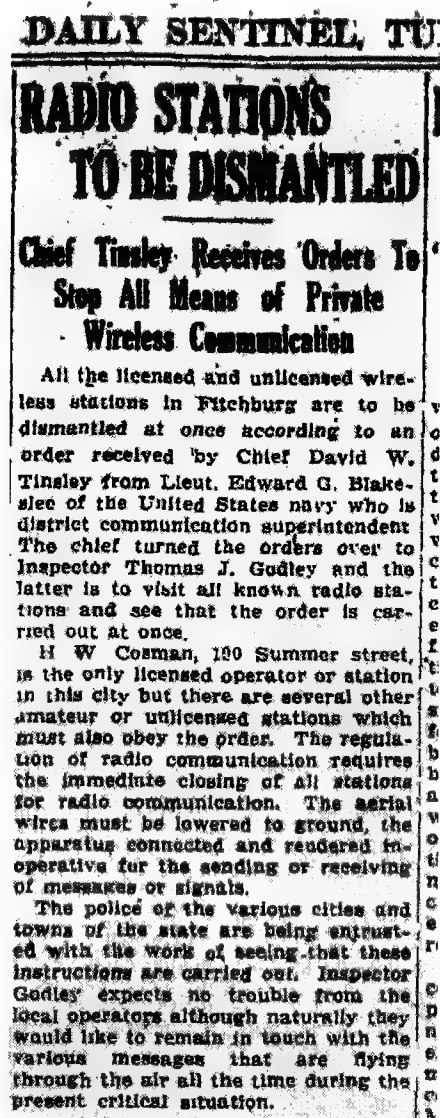 DAILY SENTINEL, TU
RADIO STATIONS
TO BE DISMANTLED
Chief Tinsley Receives Orders To
Stop All Means of Private
Wireless Communication
All the licensed and unlicensed wire-
less stations in Fitchburg are to be
dismantled at once according to an
order received by Chief David W.
Tinsley from Lieut. Edward G. Blake-
slee of the United States navy who is
district communication superintendent
The chief turned the orders over to
Inspector Thomas J. Godley and the
latter is to visit all known radio sta-
tions and see that the order is car-
ried out at once.
H W Cosman, 190 Summer street,
is the only licensed operator or station
in this city but there are several other
amateur or unlicensed stations which
must also obey the order. The regula-
tion of radio communication requires
the immediate closing of all stations
for radio communication. The aerial
wires must be lowered to ground, the
apparatus connected and rendered in-
operative for the sending or receiving
of messages or signals.
The police of the various cities and
towns of the state are being entrust-
ed with the work of seeing that these
instructions are carried out. Inspector
Godley expects no trouble from the
local operators although naturally they
would like to remain in touch with the
various messages that are flying
through the air all the time during the
present critical situation.